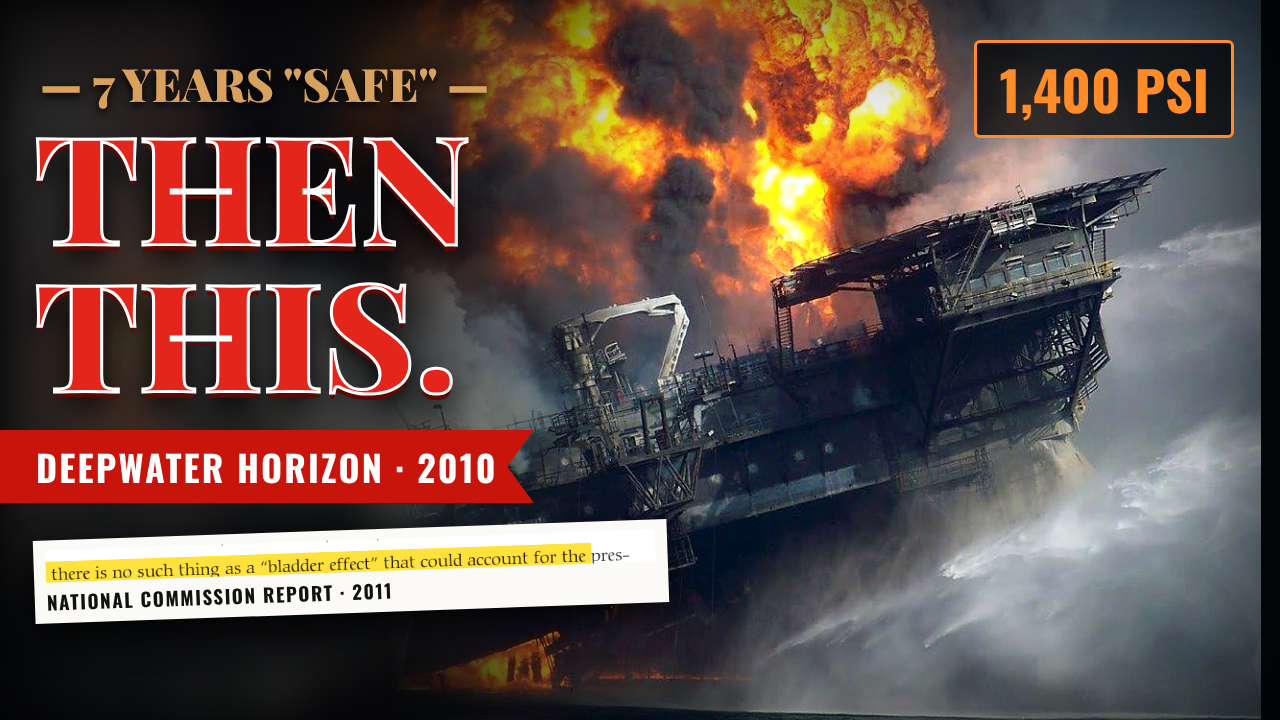 — 7 YEARS "SAFE" —
THEN
THIS.
1,400 PSI
DEEPWATER HORIZON · 2010
there is no such thing as a “bladder effect” that could account for the pres–
NATIONAL COMMISSION REPORT · 2011